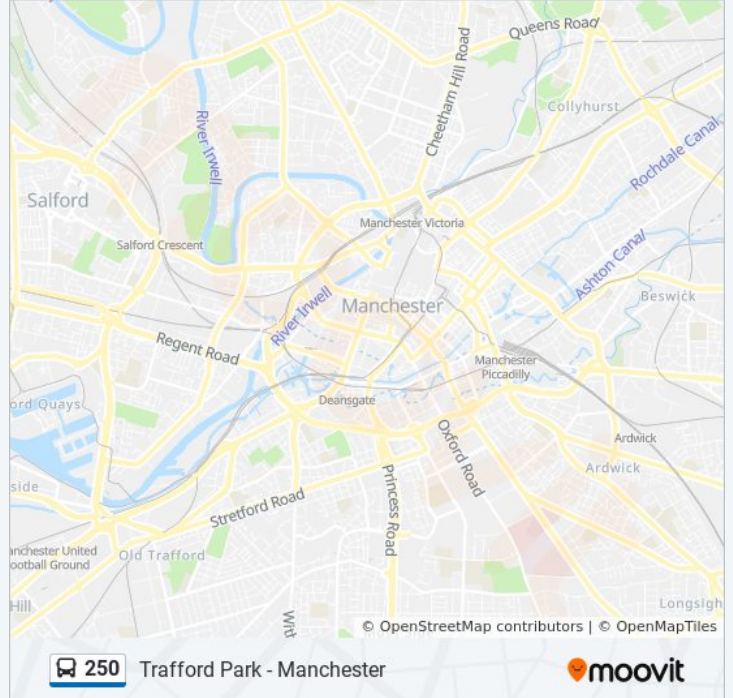 Queens Road
Cheetham Hill Road
Collyhurst
River Irwell
Rochdale Canal
Salford
Manchester Victoria
Salford Crescent
Ashton Canal
Beswick
River Irwell
Manchester
Regent Road
Manchester
Piccadilly
ord Quays
Deansgate
Oxford Road
Ardwick
Ardwick
side
Princess Road
Stretford Road
anchester United
ootball Ground
Old Trafford
Hill
Longsigh
Witl
© OpenStreetMap contributors | © OpenMapTiles
250 Trafford Park - Manchester
moovit